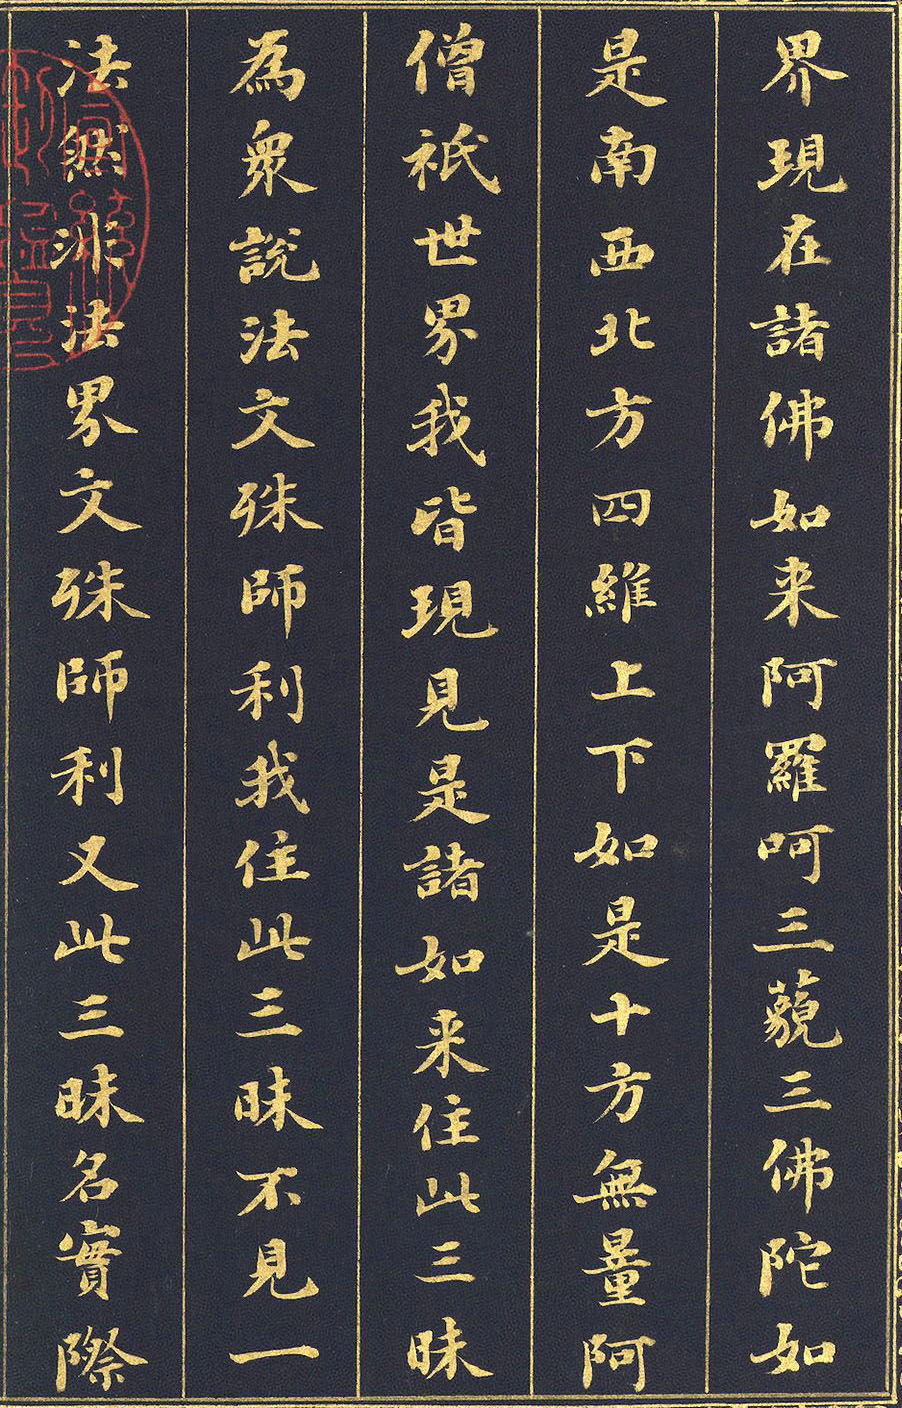 界現在諸佛如来阿羅呵三藐三佛陀如
是南西北方四維上下如是十方無量阿
僧祇世界我皆現見是諸如来住此三昧
為衆說法文殊師利我住此三昧不見一
法然非法界文殊師利又此三昧名實際